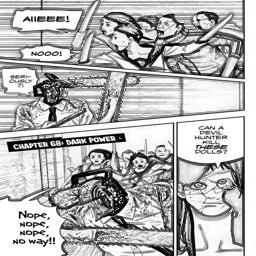 AIIEEE!
NOOO!
SERI-
OUSLY
?!
CHAPTER 68: DARK POWER
CAN A
DEVIL
HUNTER
KILL
THESE
DOLLS?
Nope,
nope,
nope,
no way!!